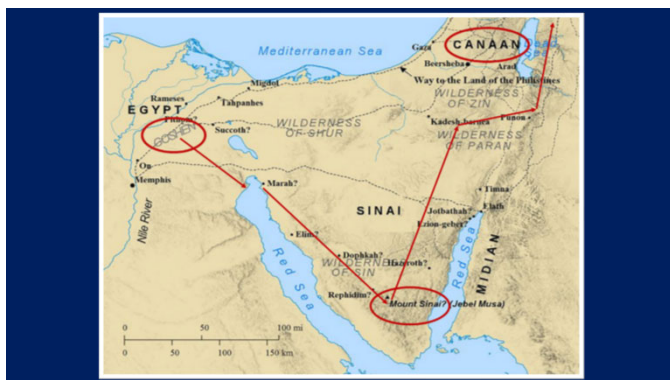 Mediterranean Sea
Gaza
CANAAN
Dead
Sea
Beersheba
Arad
Way to the Land of the Philistines
Migdol
WILDERNESS
OF ZIN
Rameses
Tahpanhes
EGYPT
Pithom?
GOSHEN
Succoth?
WILDERNESS
OF SHUR
Kadesh-barnea
Punon
WILDERNESS
OF PARAN
On
Memphis
Marah?
Timna
Nile River
SINAI
Jotbathah?
Elath
Ezion-geber?
Elim?
MIDIAN
Red Sea
Red Sea
Dophkah?
WILDERNESS
OF SIN
Hazeroth?
Rephidim?
Mount Sinai? (Jebel Musa)
0 50 100 mi
0 50 100 150 km